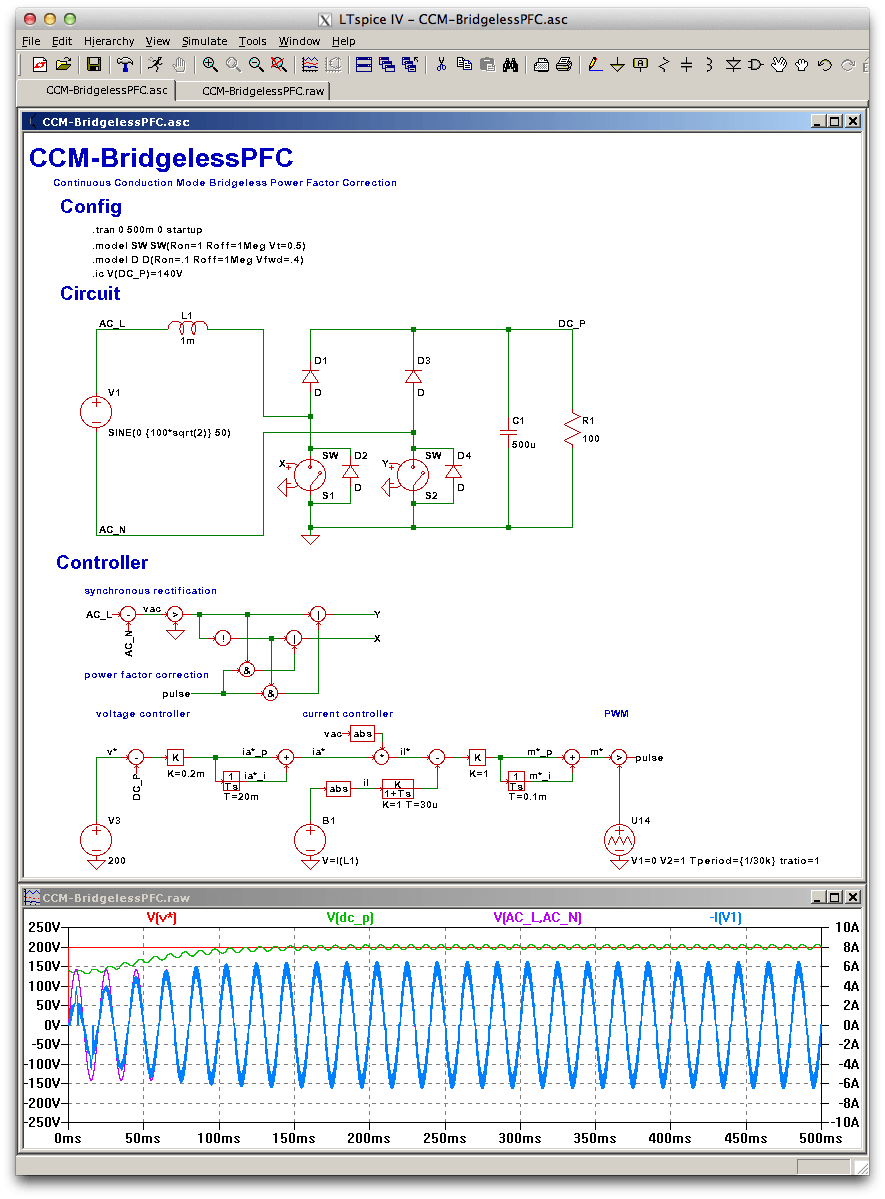 LTspice IV - CCM-BridgelessPFC.asc
File Edit Hierarchy View Simulate Tools Window Help
CCM-BridgelessPFC.asc CCM-BridgelessPFC.raw
CCM-BridgelessPFC.asc
CCM-BridgelessPFC
Continuous Conduction Mode Bridgeless Power Factor Correction
Config
.tran 0 500m 0 startup
.model SW SW(Ron=1 Roff=1Meg Vt=0.5)
.model D D(Ron=.1 Roff=1Meg Vfwd=.4)
.ic V(DC_P)=140V
Circuit
AC_L
L1
1m
DC_P
D1
D
D3
D
V1
SINE(0 {100*sqrt(2)} 50)
C1
500u
R1
100
X
SW
S1
D2
D
Y
SW
S2
D4
D
AC_N
Controller
synchronous rectification
AC_L - vac > | Y
AC_N
! | X
&
power factor correction
pulse &
voltage controller
current controller
PWM
vac abs
v* - K ia*_p + ia* * il* - K m*_p + m* > pulse
DC_P
K=0.2m
1
Ts
ia*_i
T=20m
abs
il
K
1+Ts
K=1 T=30u
K=1
1
Ts
m*_i
T=0.1m
V3
200
B1
V=I(L1)
U14
V1=0 V2=1 Tperiod={1/30k} tratio=1
CCM-BridgelessPFC.raw
V(v*) V(dc_p) V(AC_L,AC_N) -I(V1)
250V 10A
200V 8A
150V 6A
100V 4A
50V 2A
0V 0A
-50V -2A
-100V -4A
-150V -6A
-200V -8A
-250V -10A
0ms 50ms 100ms 150ms 200ms 250ms 300ms 350ms 400ms 450ms 500ms